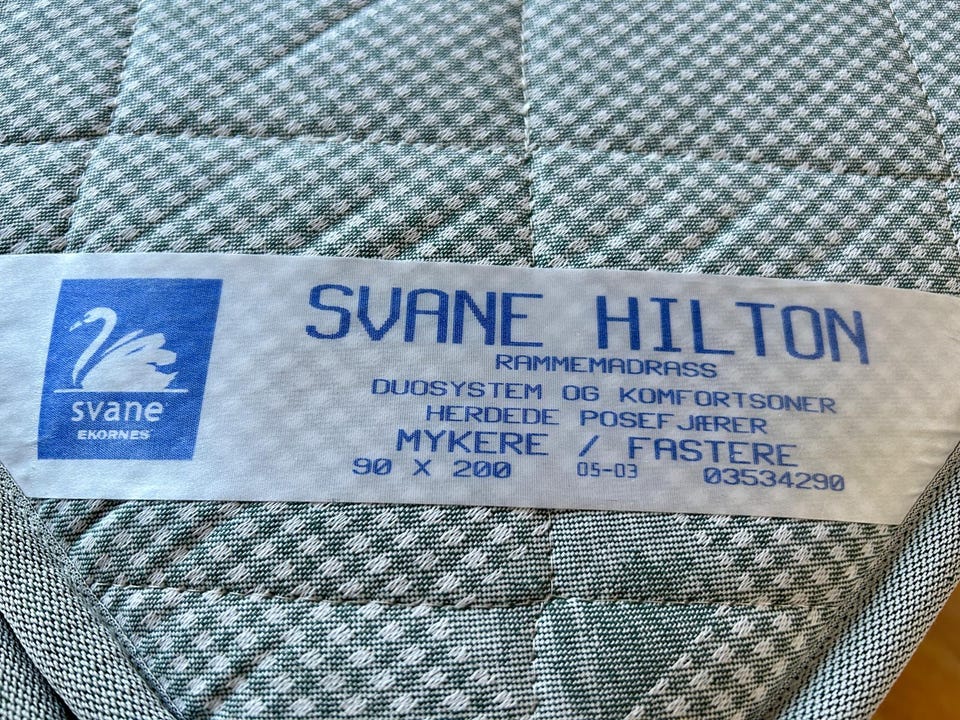 svane
EKORNES
SVANE HILTON
RAMMEMADRASS
DUOSYSTEM OG KOMFORTSONER
HERDEDE POSEFJÆRER
MYKERE / FASTERE
90 X 200 05-03 03534290